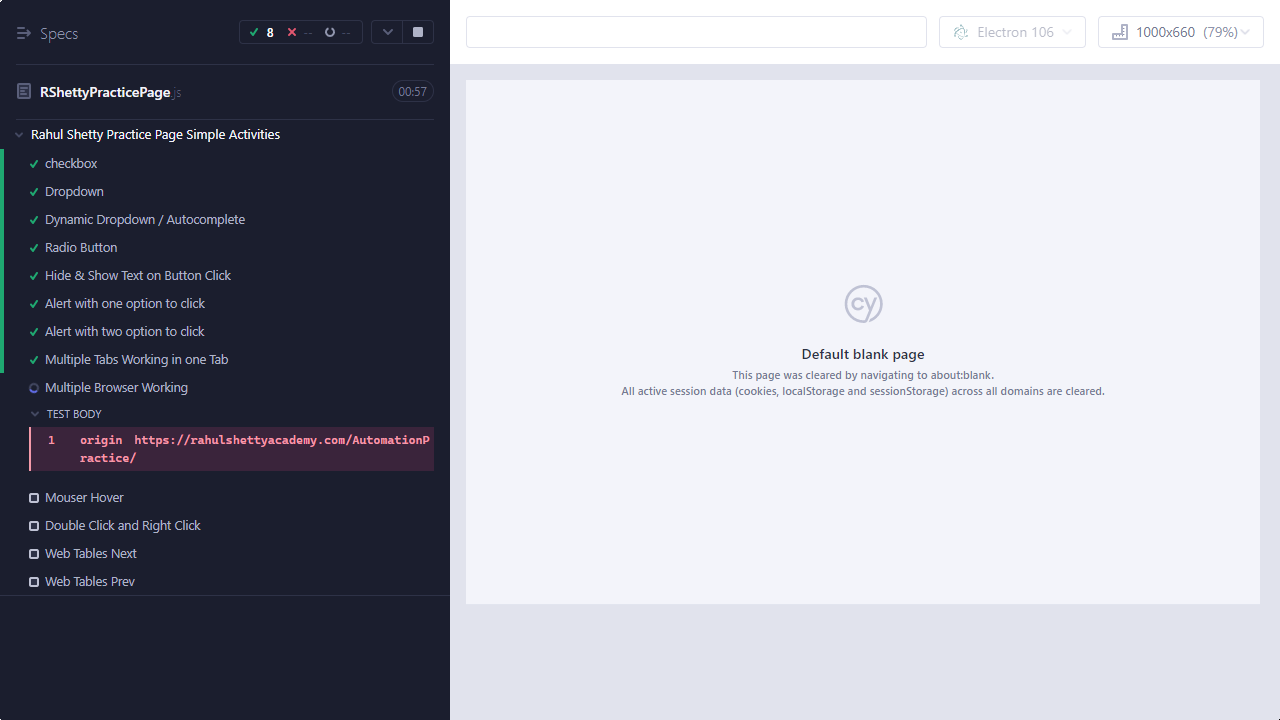 Specs
8
--
--
RShettyPracticePage.js
00:57
Rahul Shetty Practice Page Simple Activities
checkbox
Dropdown
Dynamic Dropdown / Autocomplete
Radio Button
Hide & Show Text on Button Click
Alert with one option to click
Alert with two option to click
Multiple Tabs Working in one Tab
Multiple Browser Working
TEST BODY
1 origin https://rahulshettyacademy.com/AutomationP
ractice/
Mouser Hover
Double Click and Right Click
Web Tables Next
Web Tables Prev
Electron 106
1000x660 (79%)
cy
Default blank page
This page was cleared by navigating to about:blank.
All active session data (cookies, localStorage and sessionStorage) across all domains are cleared.